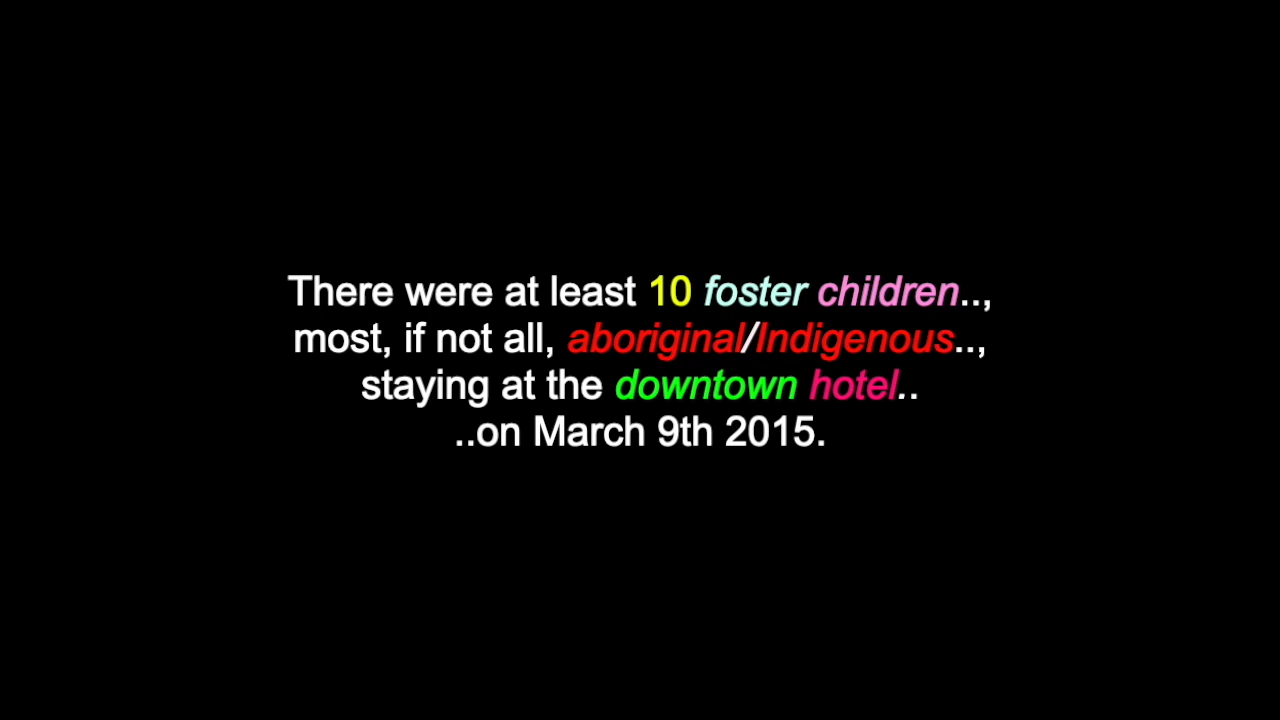 There were at least 10 foster children..,
most, if not all, aboriginal/Indigenous..,
staying at the downtown hotel..
..on March 9th 2015.